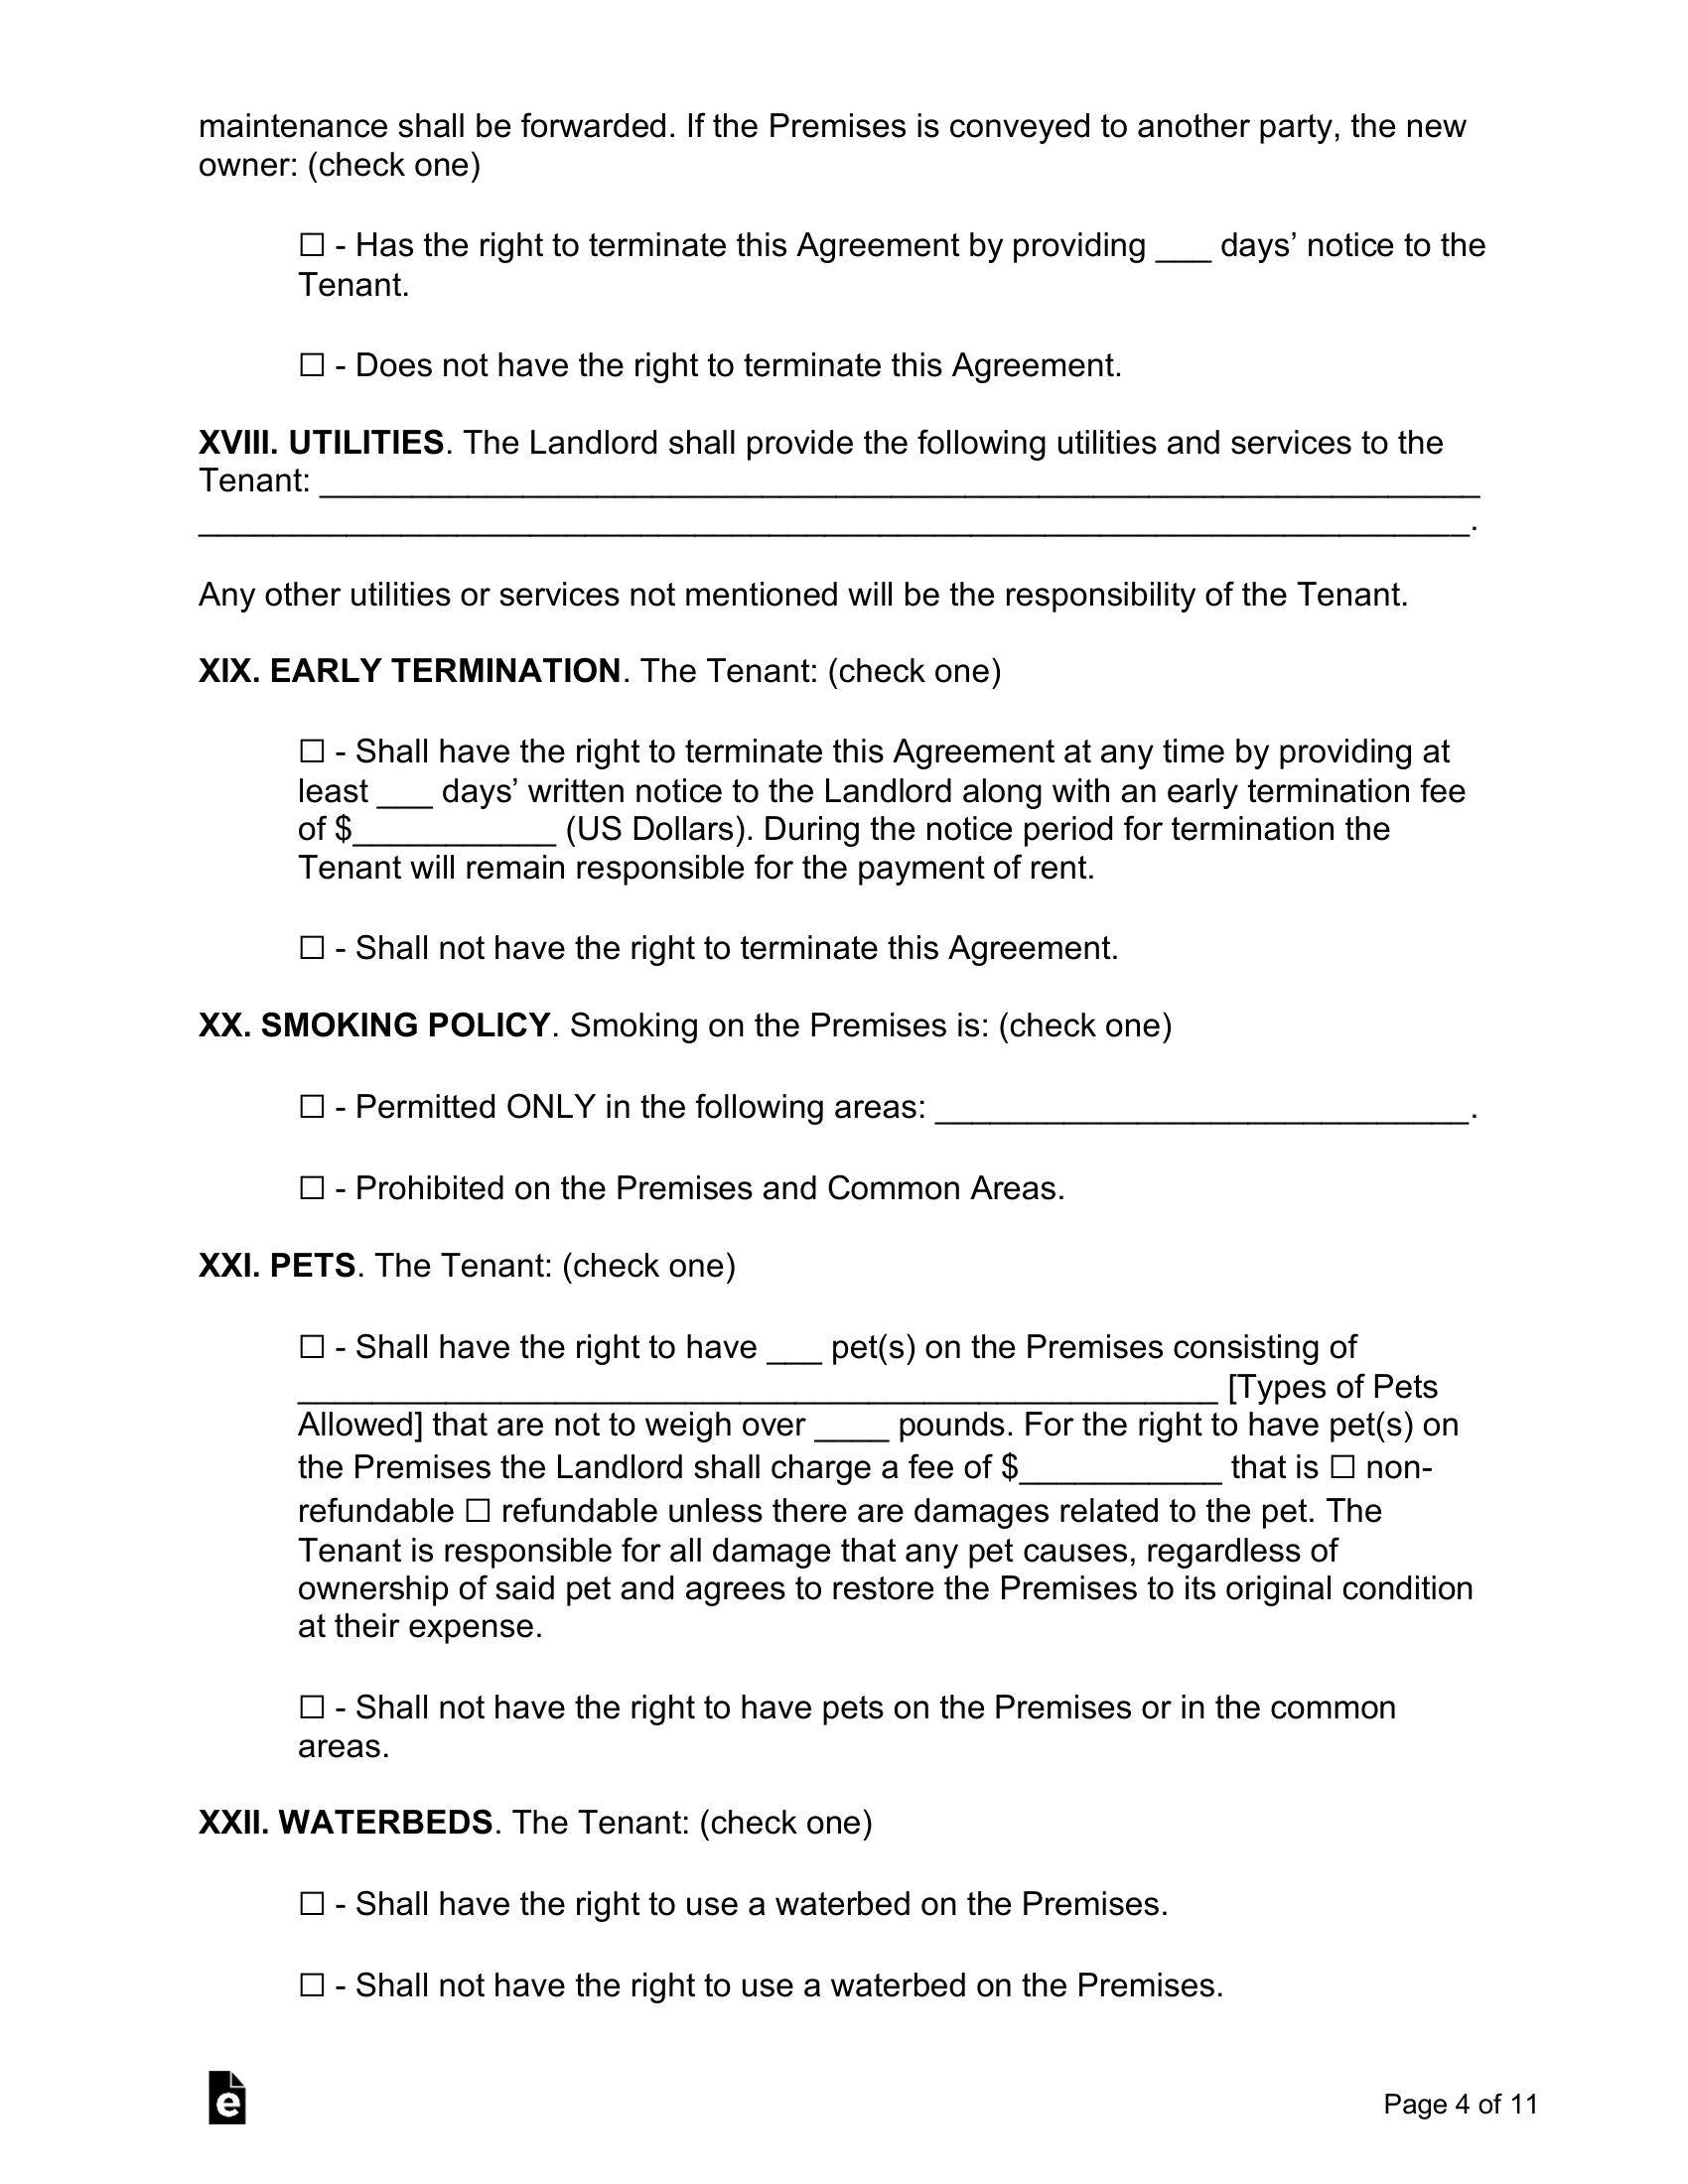 maintenance shall be forwarded. If the Premises is conveyed to another party, the new
owner: (check one)
☐ - Has the right to terminate this Agreement by providing ___ days’ notice to the
Tenant.
☐ - Does not have the right to terminate this Agreement.
XVIII. UTILITIES. The Landlord shall provide the following utilities and services to the
Tenant: _______________________________________________________________
_____________________________________________________________________.
Any other utilities or services not mentioned will be the responsibility of the Tenant.
XIX. EARLY TERMINATION. The Tenant: (check one)
☐ - Shall have the right to terminate this Agreement at any time by providing at
least ___ days’ written notice to the Landlord along with an early termination fee
of $___________ (US Dollars). During the notice period for termination the
Tenant will remain responsible for the payment of rent.
☐ - Shall not have the right to terminate this Agreement.
XX. SMOKING POLICY. Smoking on the Premises is: (check one)
☐ - Permitted ONLY in the following areas: _____________________________.
☐ - Prohibited on the Premises and Common Areas.
XXI. PETS. The Tenant: (check one)
☐ - Shall have the right to have ___ pet(s) on the Premises consisting of
__________________________________________________ [Types of Pets
Allowed] that are not to weigh over ____ pounds. For the right to have pet(s) on
the Premises the Landlord shall charge a fee of $___________ that is ☐ non-
refundable ☐ refundable unless there are damages related to the pet. The
Tenant is responsible for all damage that any pet causes, regardless of
ownership of said pet and agrees to restore the Premises to its original condition
at their expense.
☐ - Shall not have the right to have pets on the Premises or in the common
areas.
XXII. WATERBEDS. The Tenant: (check one)
☐ - Shall have the right to use a waterbed on the Premises.
☐ - Shall not have the right to use a waterbed on the Premises.
e
Page 4 of 11